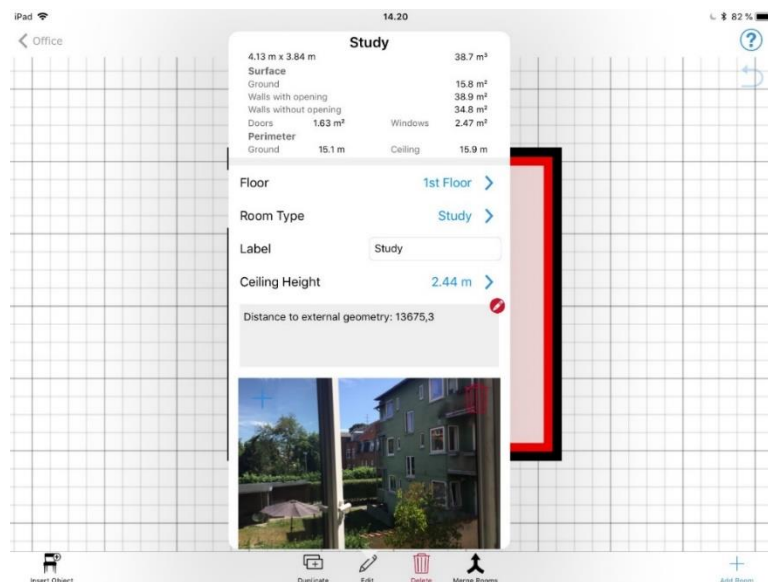 iPad 14.20 82 %
Office
Study
4.13 m x 3.84 m 38.7 m³
Surface
Ground 15.8 m²
Walls with opening 38.9 m²
Walls without opening 34.8 m²
Doors 1.63 m² Windows 2.47 m²
Perimeter
Ground 15.1 m Ceiling 15.9 m
Floor 1st Floor
Room Type Study
Label Study
Ceiling Height 2.44 m
Distance to external geometry: 13675,3
Insert Object Duplicate Edit Delete Merge Rooms Add Room